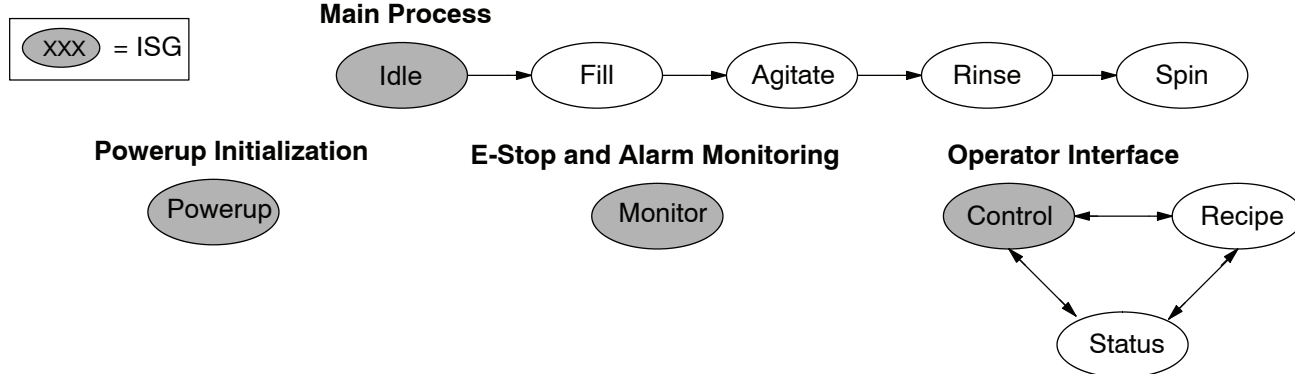 Main Process
xxx = ISG
Idle Fill Agitate Rinse Spin
Powerup Initialization E-Stop and Alarm Monitoring Operator Interface
Powerup Monitor Control Recipe
Status